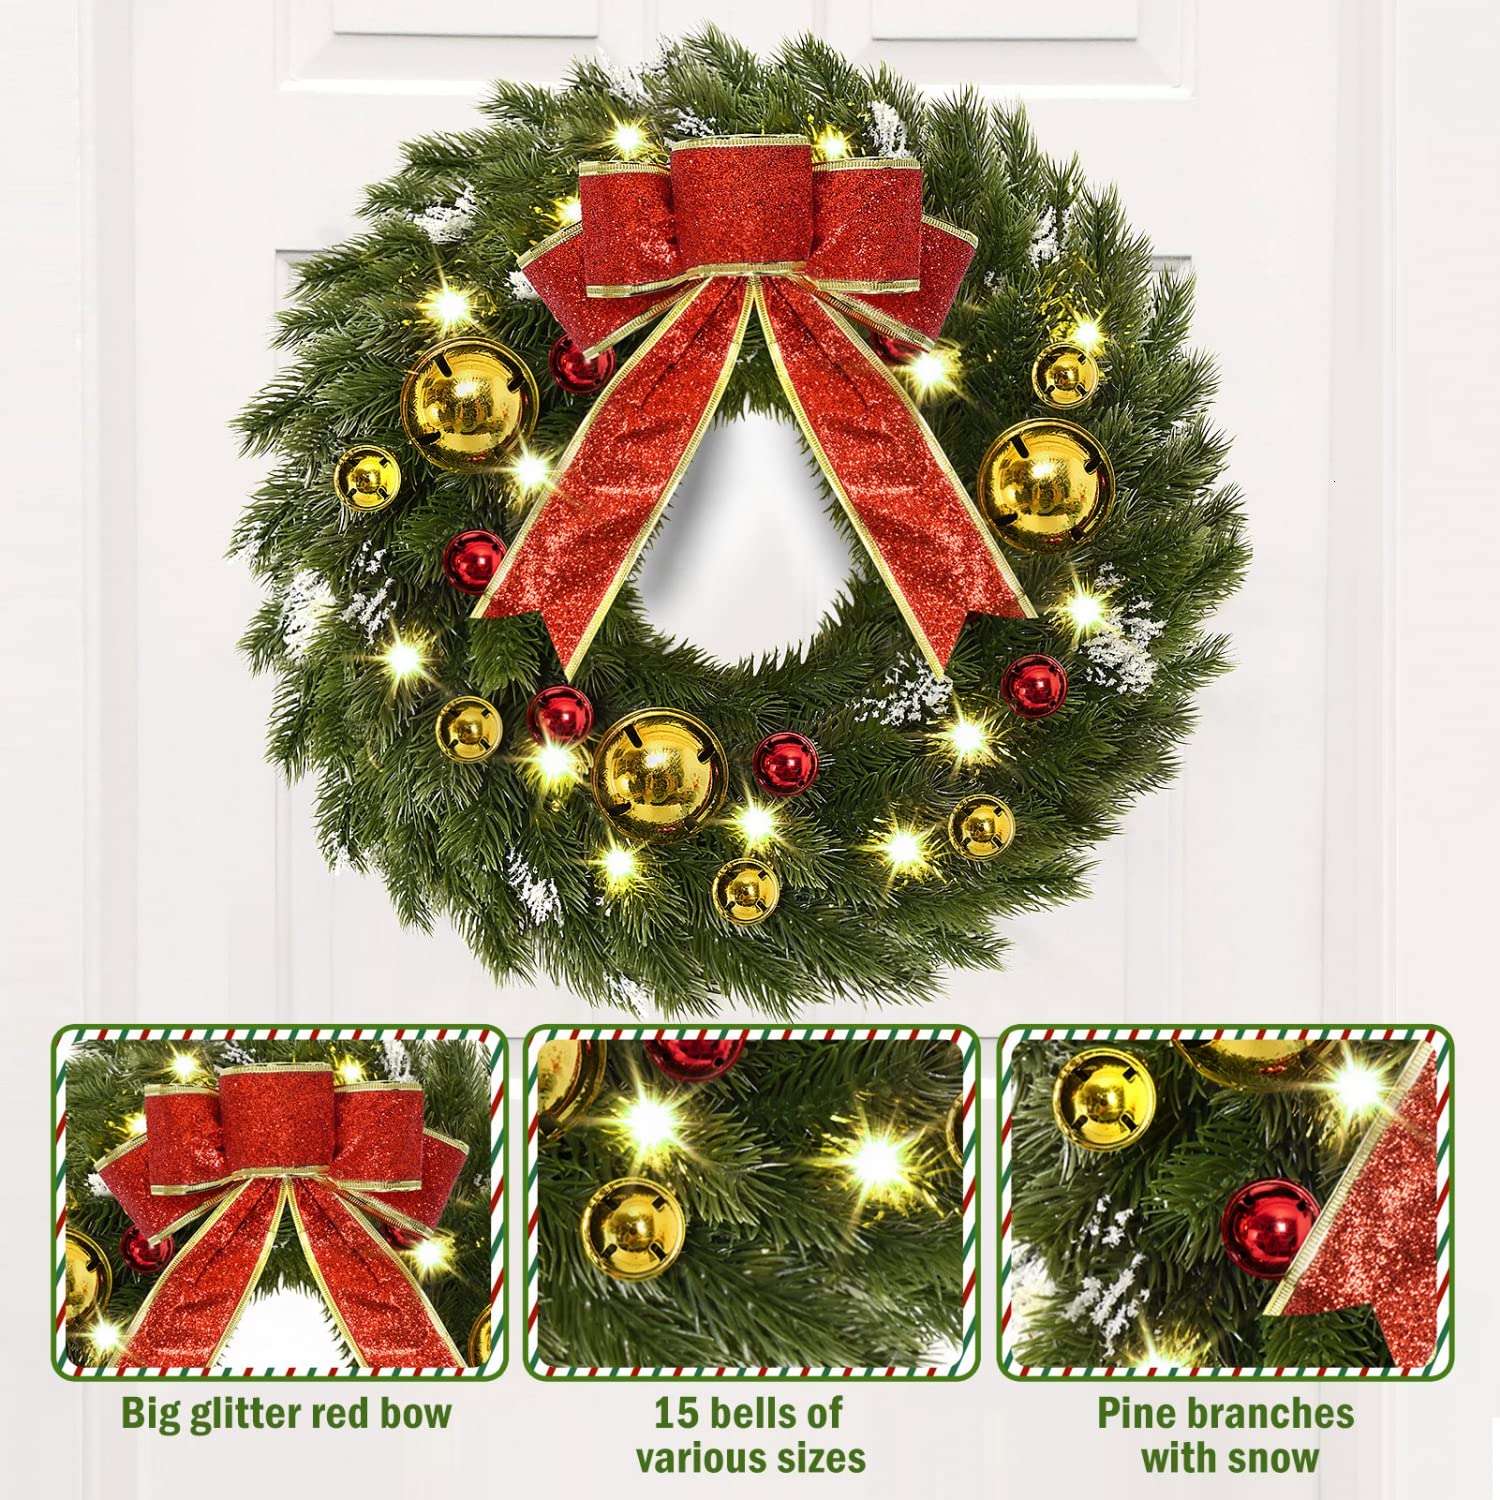 Big glitter red bow
15 bells of
various sizes
Pine branches
with snow